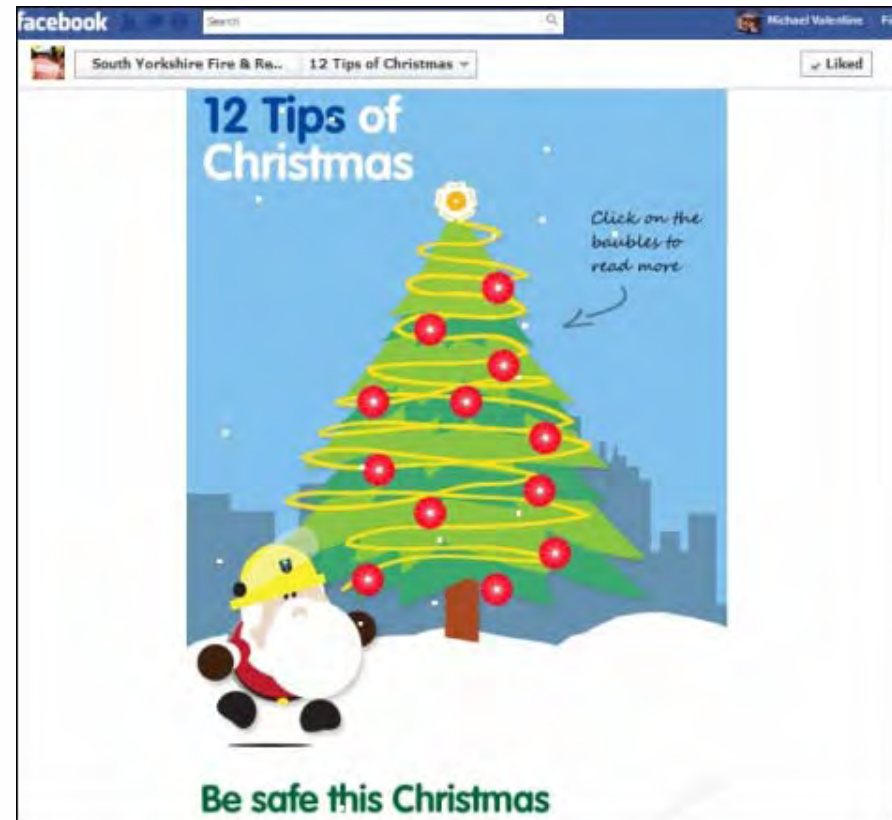 facebook
Search
Michael Valentine
South Yorkshire Fire & Re.. 12 Tips of Christmas
Liked
12 Tips of
Christmas
Click on the
baubles to
read more
Be safe this Christmas